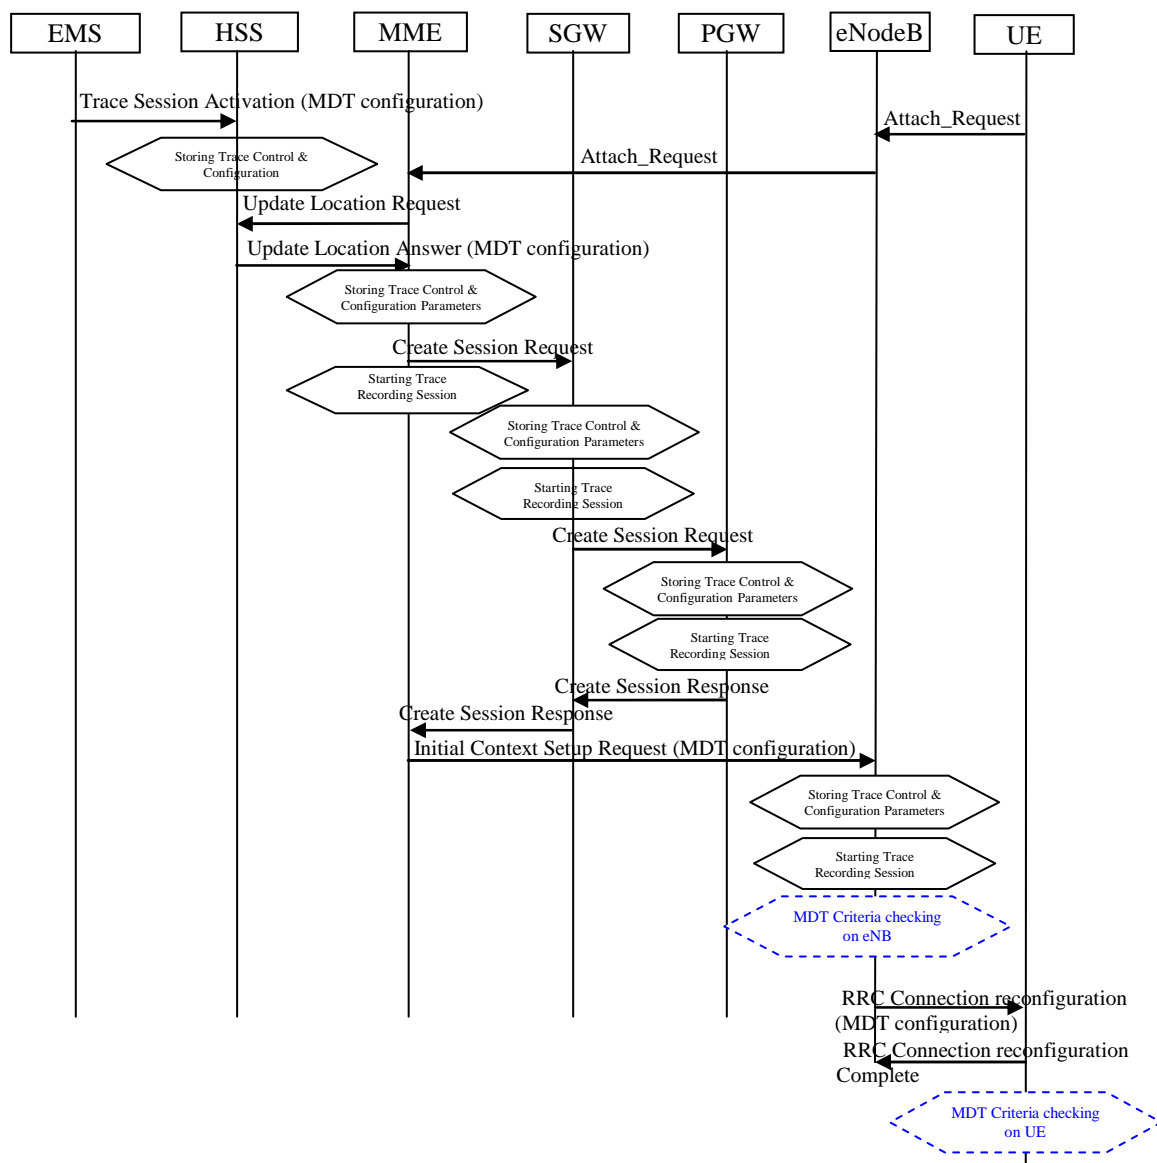 EMS
HSS
MME
SGW
PGW
eNodeB
UE
Trace Session Activation (MDT configuration)
Attach_Request
Storing Trace Control &
Configuration
Attach_Request
Update Location Request
Update Location Answer (MDT configuration)
Storing Trace Control &
Configuration Parameters
Create Session Request
Starting Trace
Recording Session
Storing Trace Control &
Configuration Parameters
Starting Trace
Recording Session
Create Session Request
Storing Trace Control &
Configuration Parameters
Starting Trace
Recording Session
Create Session Response
Create Session Response
Initial Context Setup Request (MDT configuration)
Storing Trace Control &
Configuration Parameters
Starting Trace
Recording Session
MDT Criteria checking
on eNB
RRC Connection reconfiguration
(MDT configuration)
RRC Connection reconfiguration
Complete
MDT Criteria checking
on UE